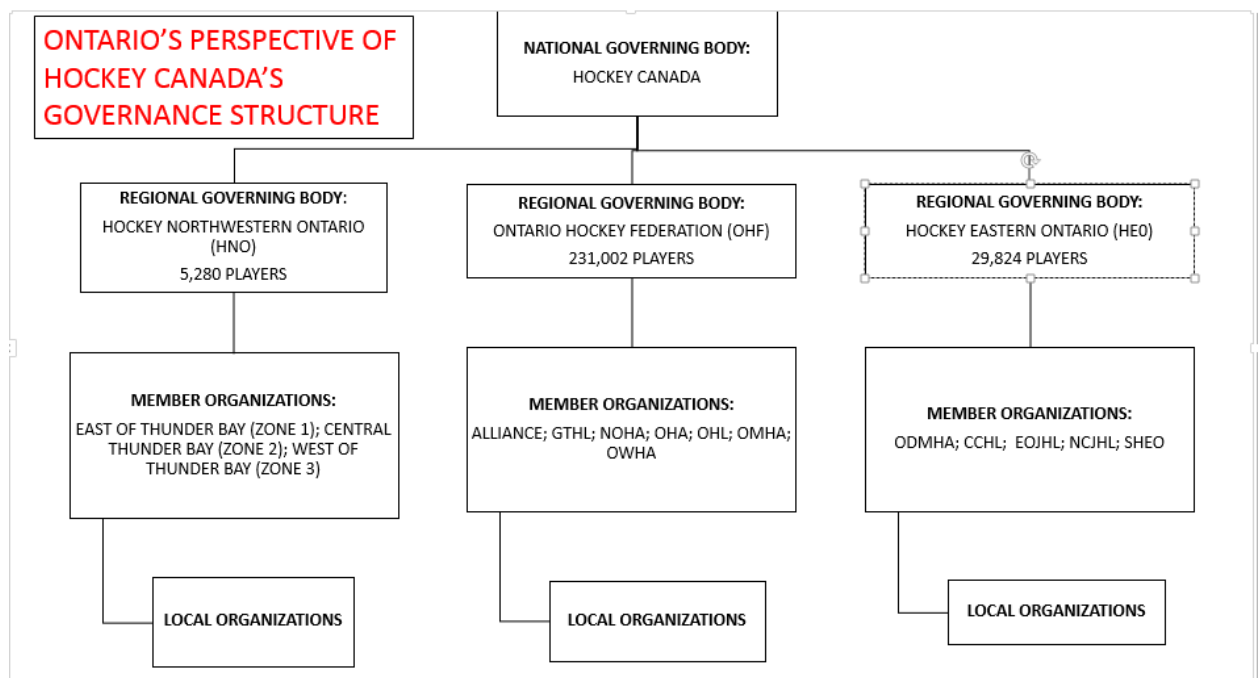 ONTARIO'S PERSPECTIVE OF
HOCKEY CANADA'S
GOVERNANCE STRUCTURE
NATIONAL GOVERNING BODY:
HOCKEY CANADA
REGIONAL GOVERNING BODY:
HOCKEY NORTHWESTERN ONTARIO
(HNO)
5,280 PLAYERS
REGIONAL GOVERNING BODY:
ONTARIO HOCKEY FEDERATION (OHF)
231,002 PLAYERS
REGIONAL GOVERNING BODY:
HOCKEY EASTERN ONTARIO (HE0)
29,824 PLAYERS
MEMBER ORGANIZATIONS:
EAST OF THUNDER BAY (ZONE 1); CENTRAL
THUNDER BAY (ZONE 2); WEST OF
THUNDER BAY (ZONE 3)
MEMBER ORGANIZATIONS:
ALLIANCE; GTHL; NOHA; OHA; OHL; OMHA;
OWHA
MEMBER ORGANIZATIONS:
ODMHA; CCHL; EOJHL; NCJHL; SHEO
LOCAL ORGANIZATIONS
LOCAL ORGANIZATIONS
LOCAL ORGANIZATIONS